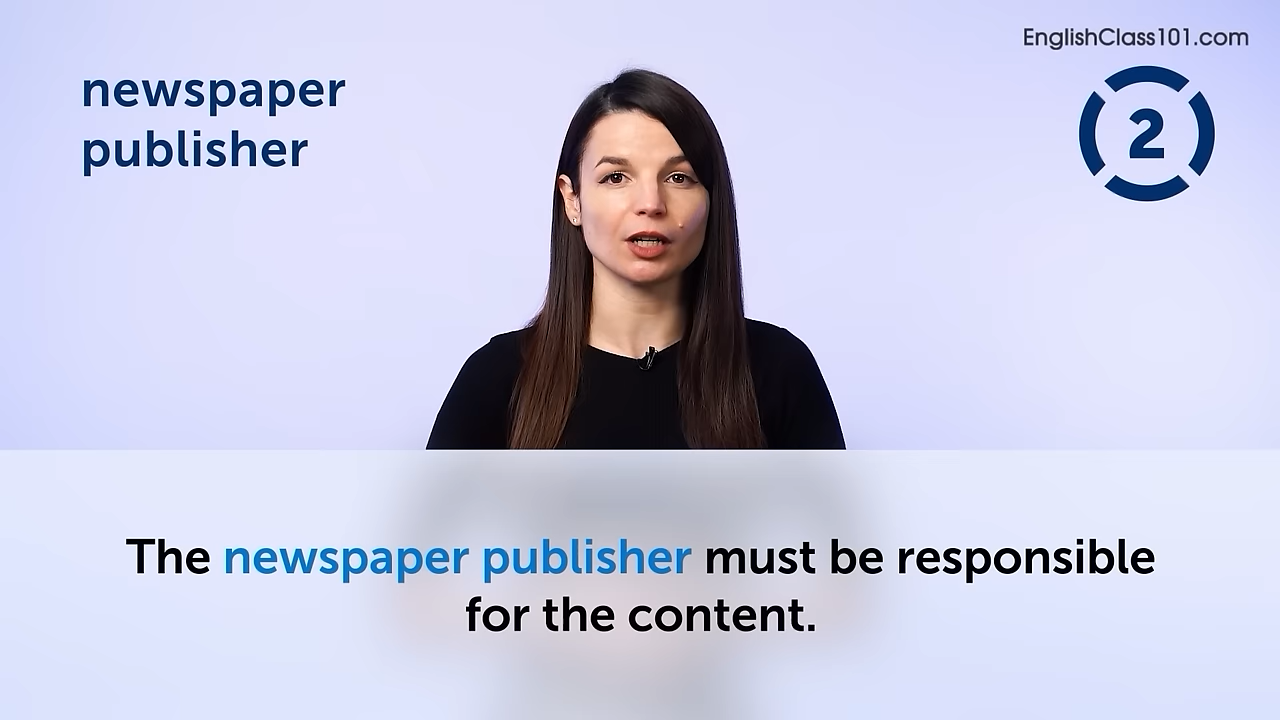 EnglishClass101.com
newspaper
publisher
2
The newspaper publisher must be responsible
for the content.